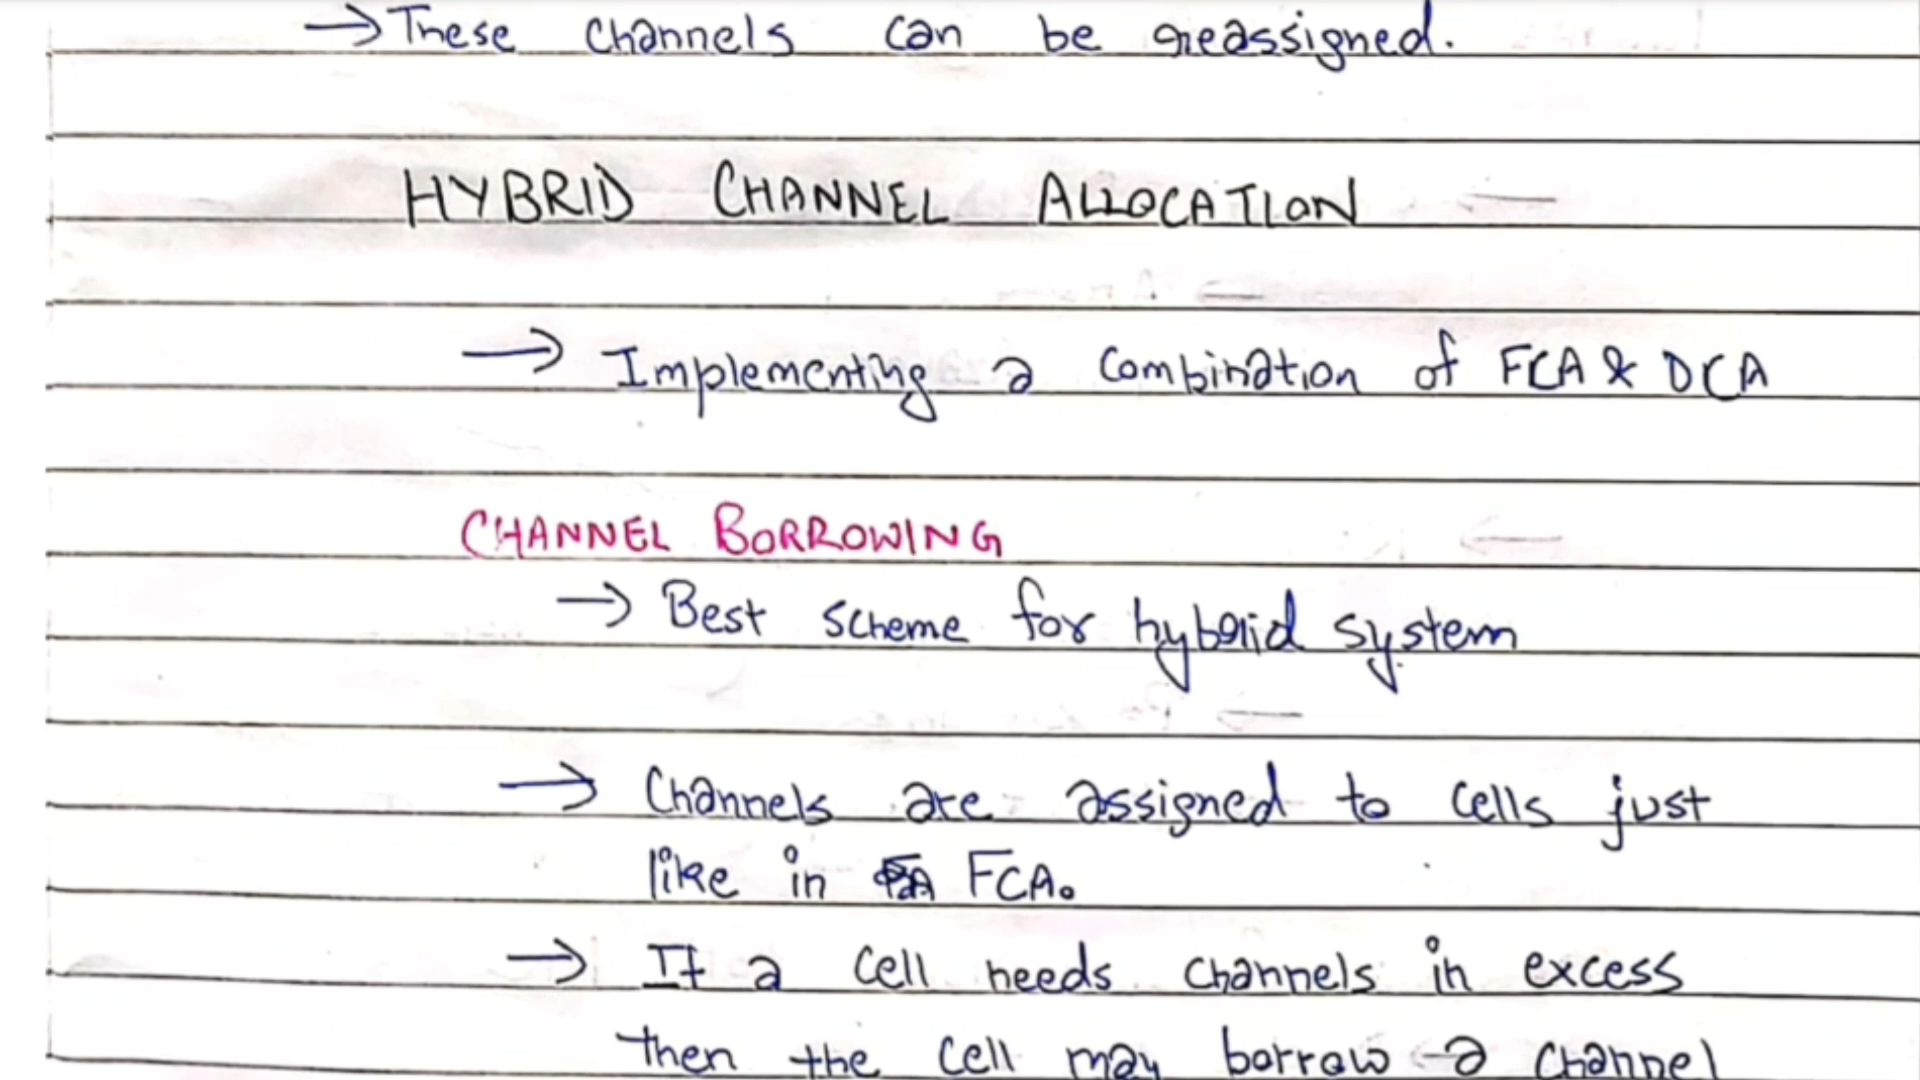 → These channels can be reassigned.
HYBRID CHANNEL ALLOCATION
→ Implementing a combination of FCA & DCA
CHANNEL BORROWING
→ Best scheme for hybrid system
→ Channels are assigned to cells just
like in FCA.
→ If a cell needs channels in excess
then the cell may borrow a channel